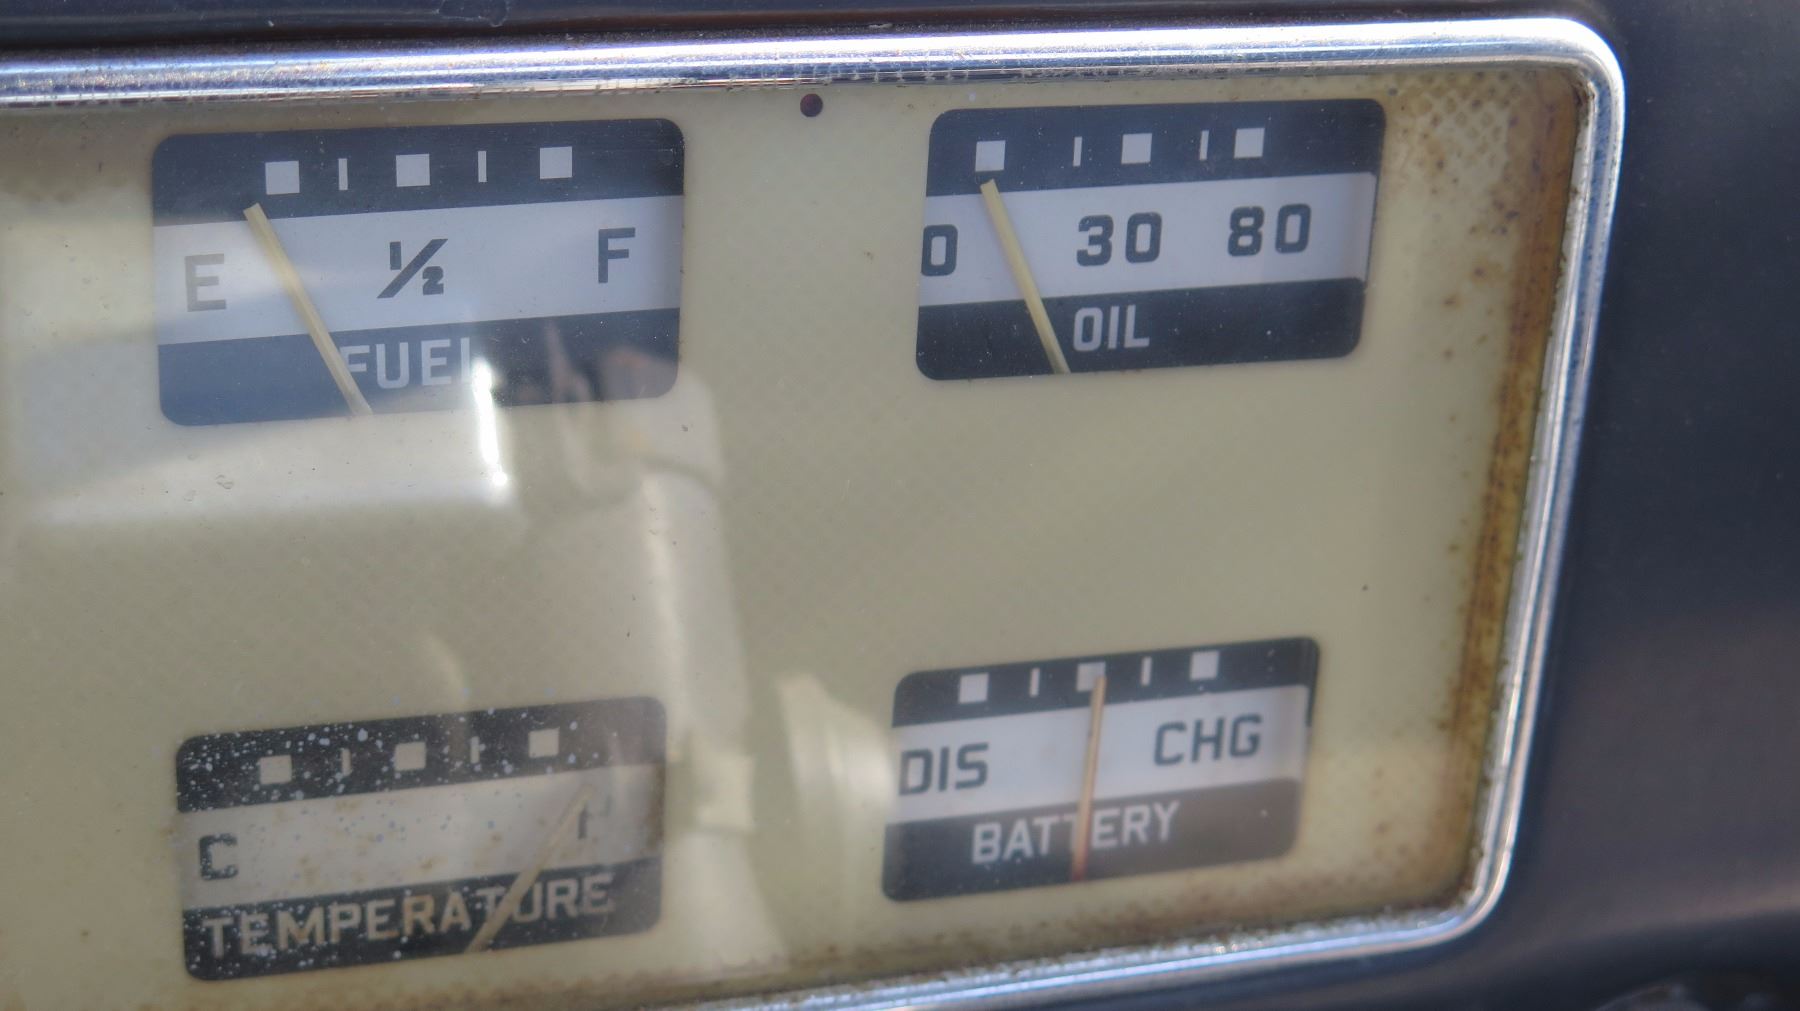 E ½ F
FUEL
0 30 80
OIL
C H
TEMPERATURE
DIS CHG
BATTERY